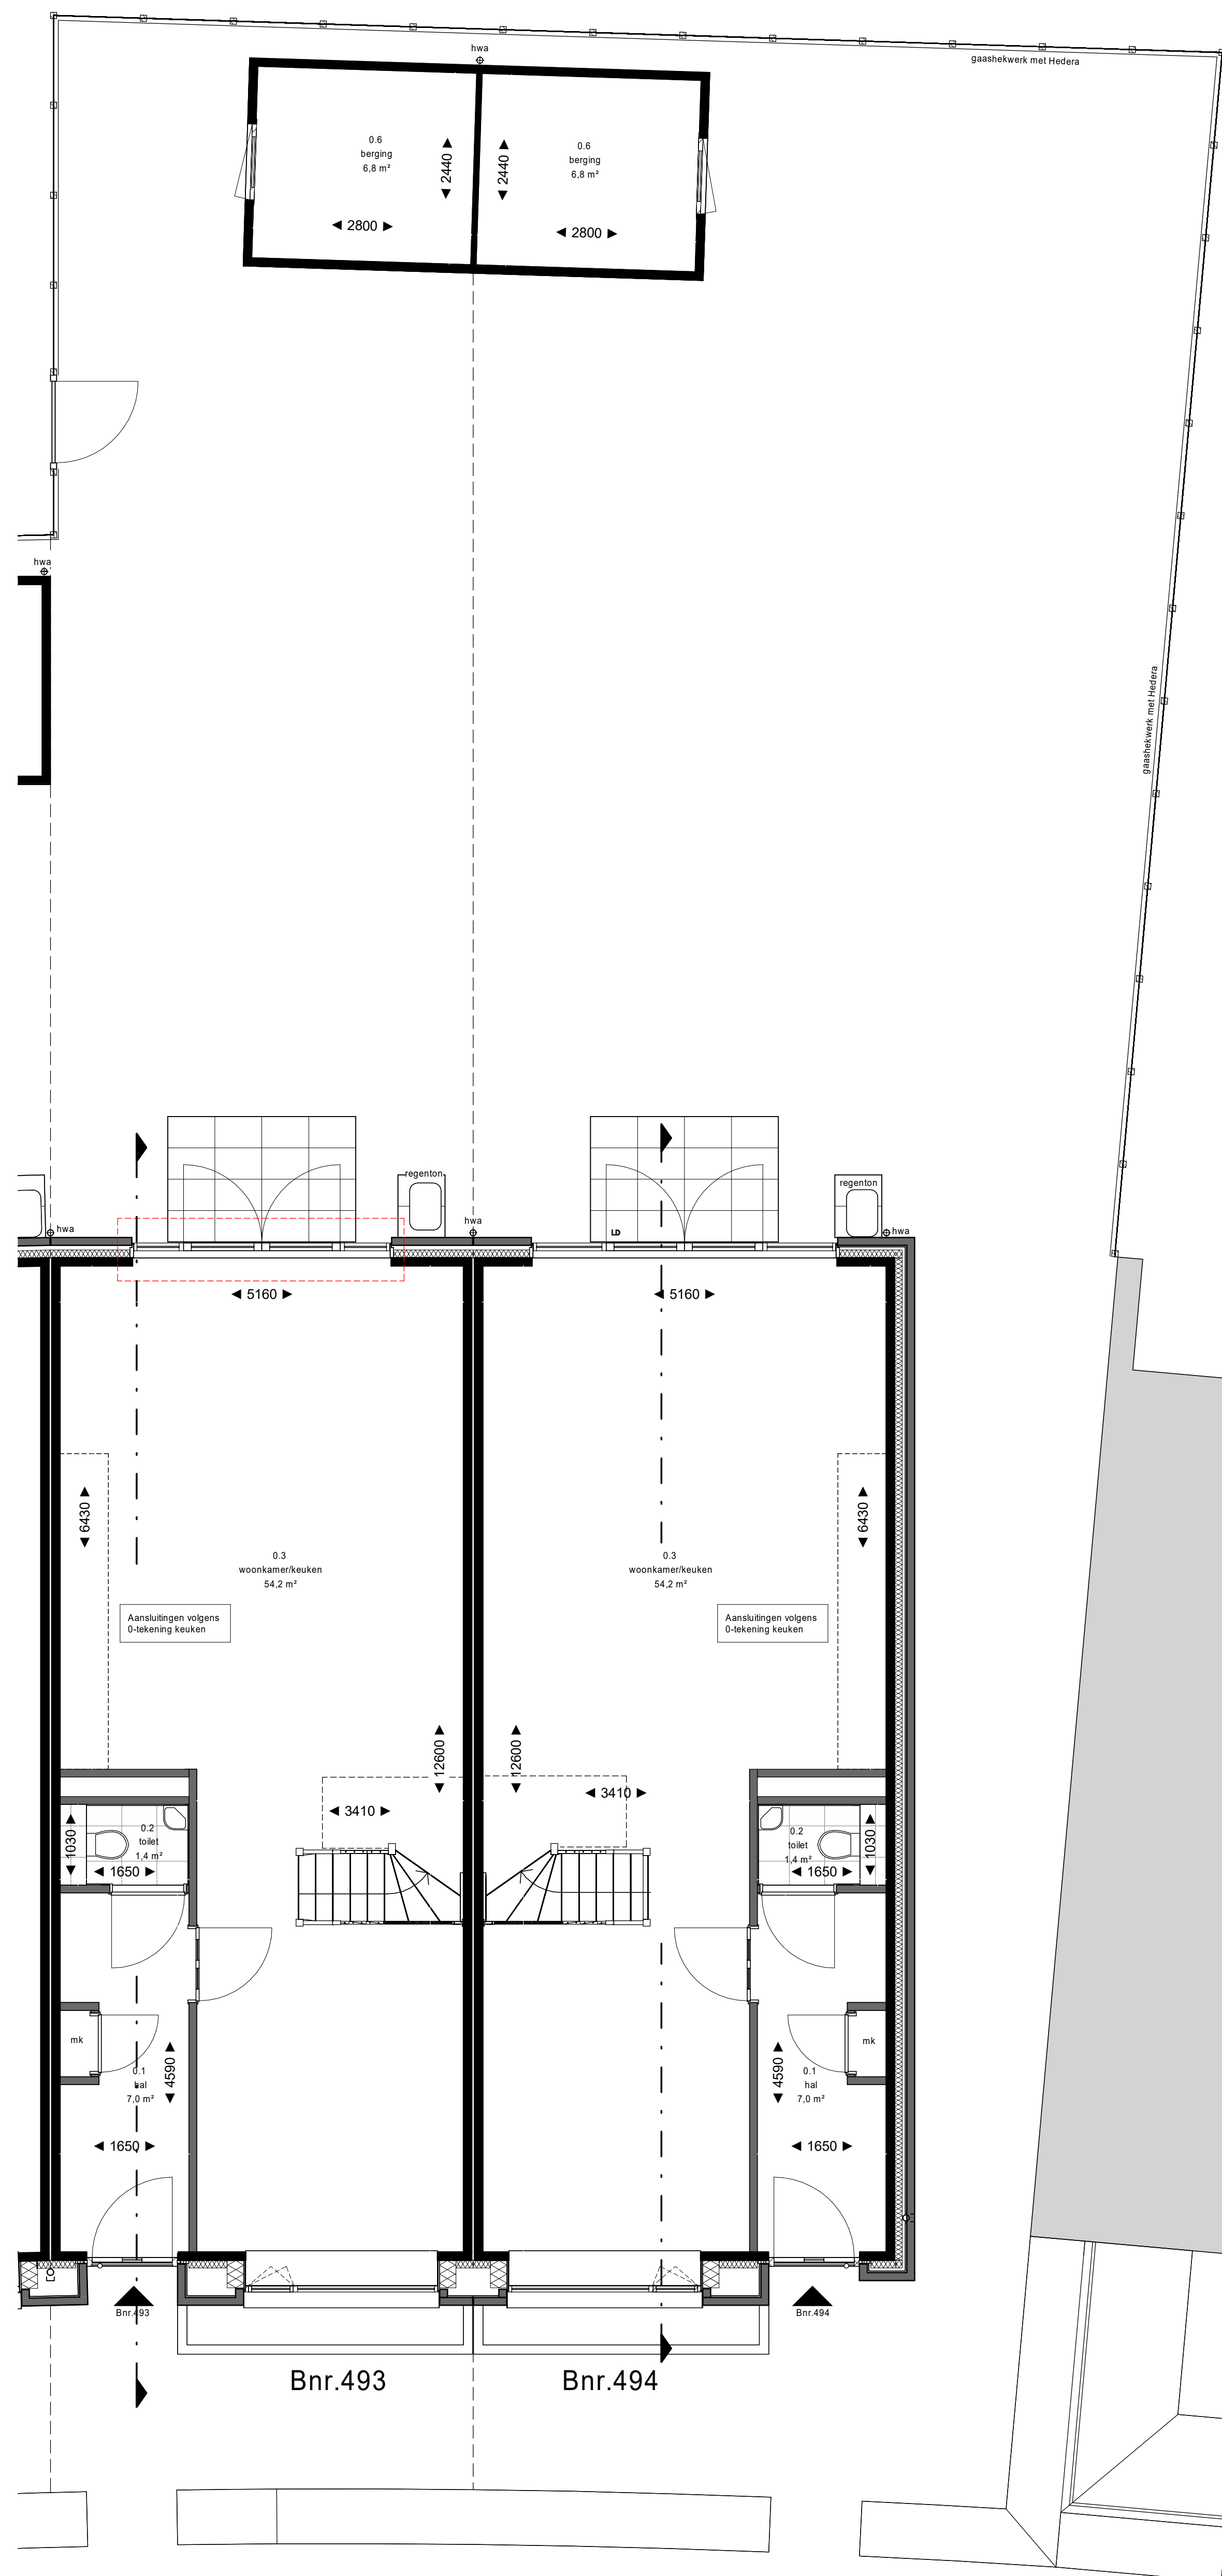 hwa
gaashekwerk met Hedera
0.6
berging
6,8 m²
2440
2800
0.6
berging
6,8 m²
2440
2800
hwa
gaashekwerk met Hedera
regenton
hwa
hwa
LD
regenton
hwa
5160
5160
6430
0.3
woonkamer/keuken
54,2 m²
Aansluitingen volgens
0-tekening keuken
6430
0.3
woonkamer/keuken
54,2 m²
Aansluitingen volgens
0-tekening keuken
12600
12600
3410
3410
1030
0.2
toilet
1,4 m²
1650
0.2
toilet
1,4 m²
1650
1030
mk
0.1
hal
7,0 m²
4590
1650
mk
0.1
hal
7,0 m²
4590
1650
Bnr.493
Bnr.494
Bnr.493
Bnr.494